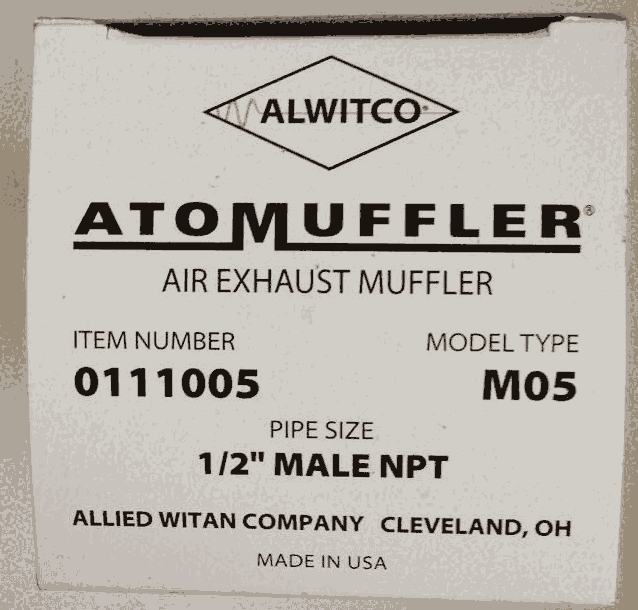 ALWITCO®
ATOMUFFLER®
AIR EXHAUST MUFFLER
ITEM NUMBER MODEL TYPE
0111005 M05
PIPE SIZE
1/2" MALE NPT
ALLIED WITAN COMPANY CLEVELAND, OH
MADE IN USA